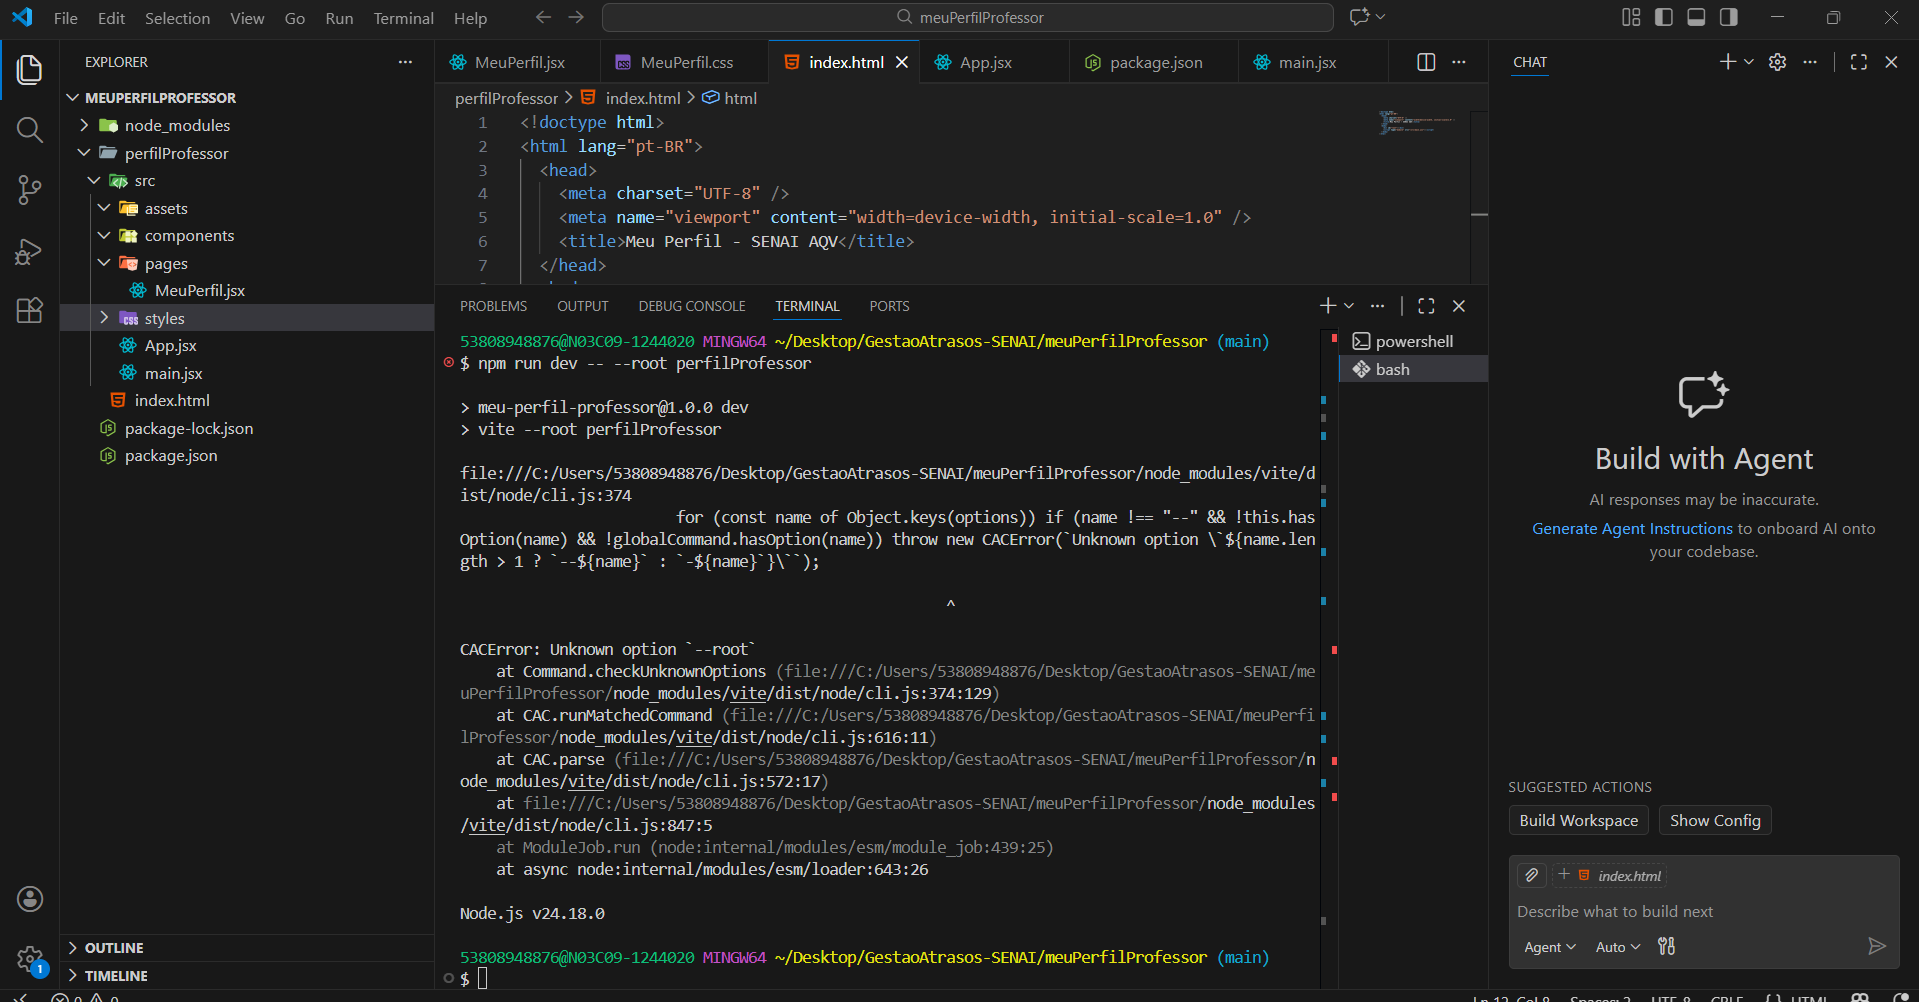 File Edit Selection View Go Run Terminal Help
meuPerfilProfessor
EXPLORER
MEUPERFILPROFESSOR
node_modules
perfilProfessor
src
assets
components
pages
MeuPerfil.jsx
styles
App.jsx
main.jsx
index.html
package-lock.json
package.json
OUTLINE
TIMELINE
1
MeuPerfil.jsx MeuPerfil.css index.html App.jsx package.json main.jsx
perfilProfessor > index.html > html
1 <!doctype html>
2 <html lang="pt-BR">
3 <head>
4 <meta charset="UTF-8" />
5 <meta name="viewport" content="width=device-width, initial-scale=1.0" />
6 <title>Meu Perfil - SENAI AQV</title>
7 </head>
PROBLEMS OUTPUT DEBUG CONSOLE TERMINAL PORTS
53808948876@N03C09-1244020 MINGW64 ~/Desktop/GestaoAtrasos-SENAI/meuPerfilProfessor (main)
$ npm run dev -- --root perfilProfessor
> meu-perfil-professor@1.0.0 dev
> vite --root perfilProfessor
file:///C:/Users/53808948876/Desktop/GestaoAtrasos-SENAI/meuPerfilProfessor/node_modules/vite/d
ist/node/cli.js:374
for (const name of Object.keys(options)) if (name !== "--" && !this.has
Option(name) && !globalCommand.hasOption(name)) throw new CACError(`Unknown option \`${name.len
gth > 1 ? `--${name}` : `-${name}`}\``);
^
CACError: Unknown option `--root`
at Command.checkUnknownOptions (file:///C:/Users/53808948876/Desktop/GestaoAtrasos-SENAI/me
uPerfilProfessor/node_modules/vite/dist/node/cli.js:374:129)
at CAC.runMatchedCommand (file:///C:/Users/53808948876/Desktop/GestaoAtrasos-SENAI/meuPerfi
lProfessor/node_modules/vite/dist/node/cli.js:616:11)
at CAC.parse (file:///C:/Users/53808948876/Desktop/GestaoAtrasos-SENAI/meuPerfilProfessor/n
ode_modules/vite/dist/node/cli.js:572:17)
at file:///C:/Users/53808948876/Desktop/GestaoAtrasos-SENAI/meuPerfilProfessor/node_modules
/vite/dist/node/cli.js:847:5
at ModuleJob.run (node:internal/modules/esm/module_job:439:25)
at async node:internal/modules/esm/loader:643:26
Node.js v24.18.0
53808948876@N03C09-1244020 MINGW64 ~/Desktop/GestaoAtrasos-SENAI/meuPerfilProfessor (main)
$
powershell
bash
CHAT
Build with Agent
AI responses may be inaccurate.
Generate Agent Instructions to onboard AI onto
your codebase.
SUGGESTED ACTIONS
Build Workspace Show Config
index.html
Describe what to build next
Agent Auto
0 0 Ln 12, Col 8 Spaces: 2 UTF-8 CRLF HTML